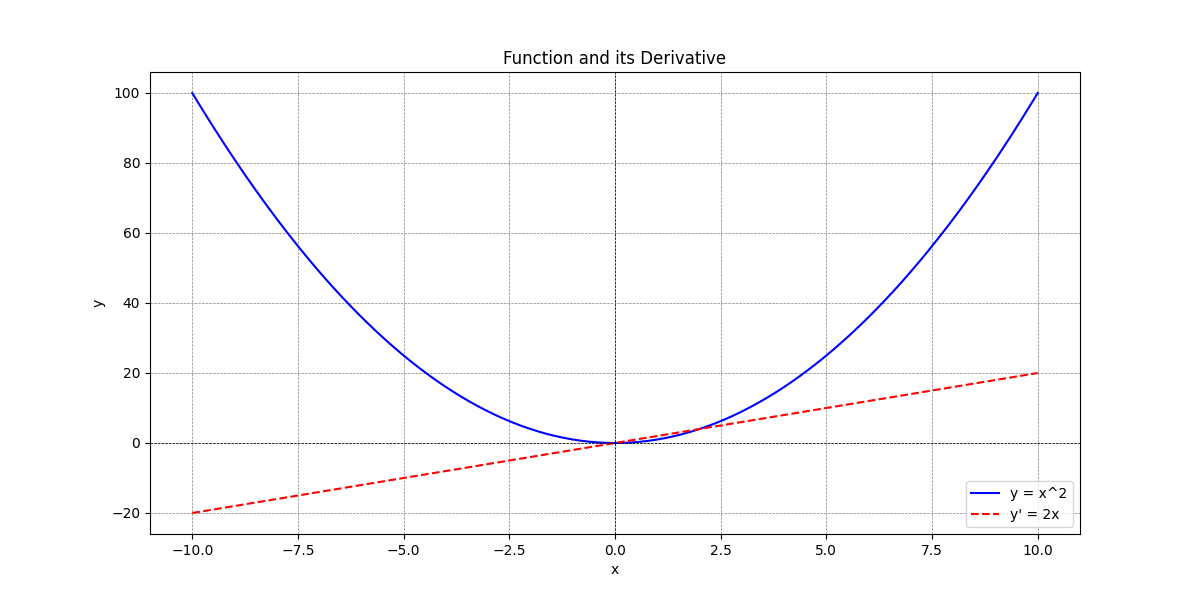 Function and its Derivative
100
80
60
40
20
0
−20
y
−10.0 −7.5 −5.0 −2.5 0.0 2.5 5.0 7.5 10.0
x
y = x^2
y' = 2x